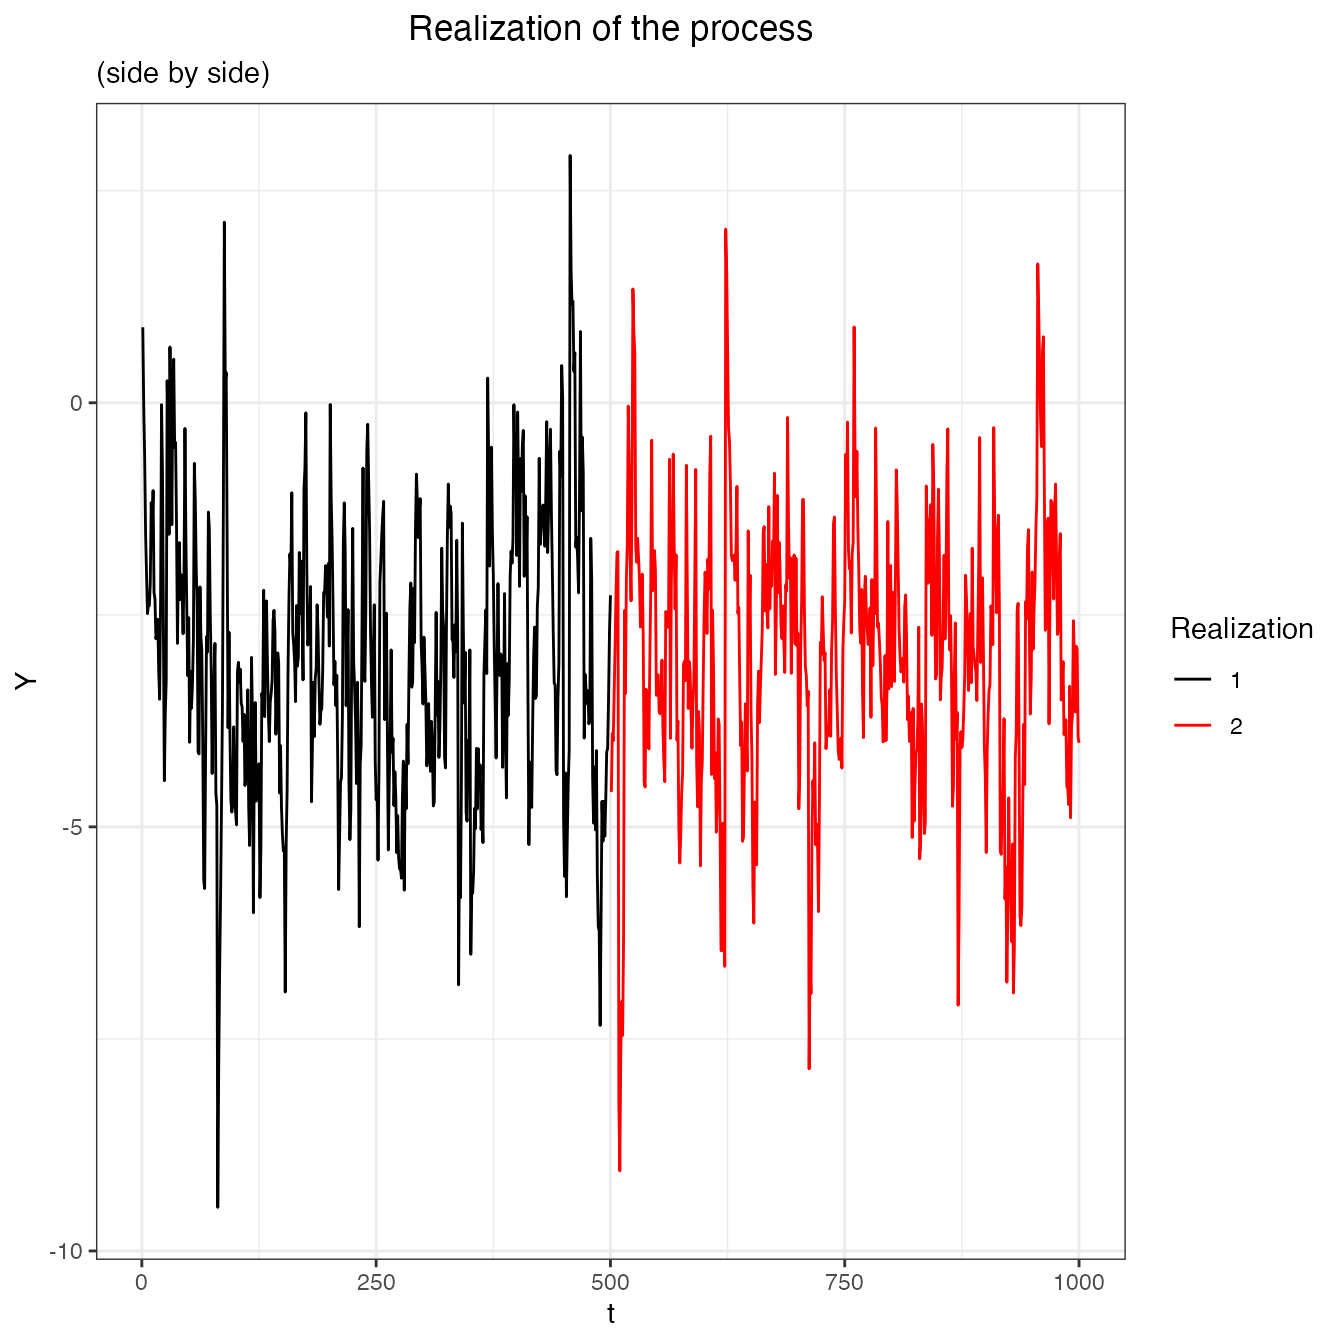 Realization of the process
(side by side)
Y
0
-5
-10
0 250 500 750 1000
t
Realization
1
2